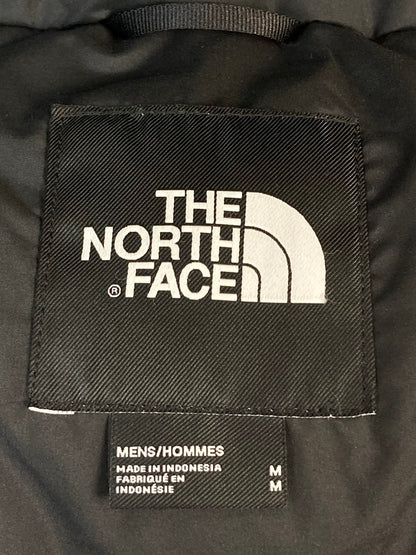 THE
NORTH
® FACE
MENS/HOMMES
MADE IN INDONESIA M
FABRIQUÉ EN
INDONÉSIE M